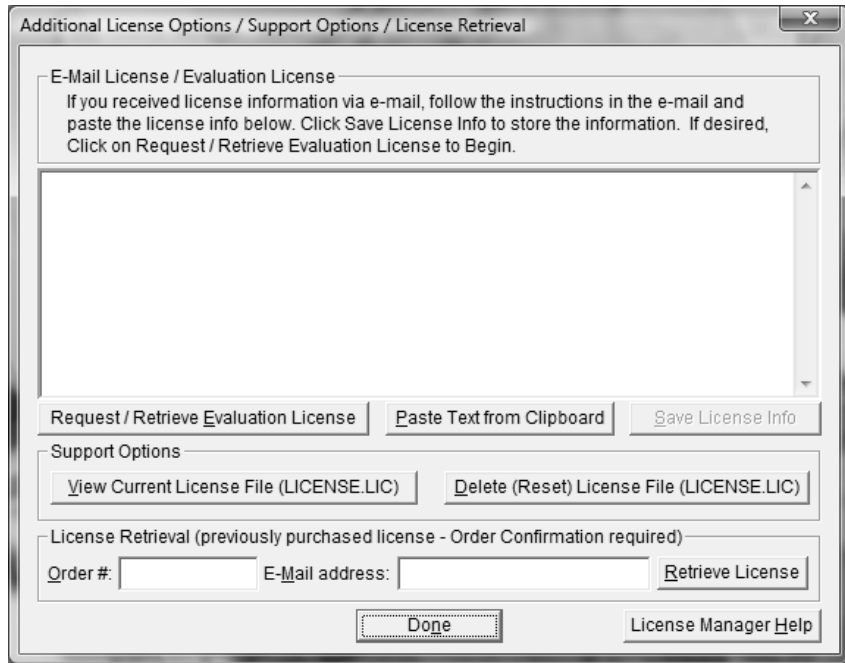 Additional License Options / Support Options / License Retrieval
X
E-Mail License / Evaluation License
If you received license information via e-mail, follow the instructions in the e-mail and
paste the license info below. Click Save License Info to store the information. If desired,
Click on Request / Retrieve Evaluation License to Begin.
Request / Retrieve Evaluation License Paste Text from Clipboard Save License Info
Support Options
View Current License File (LICENSE.LIC) Delete (Reset) License File (LICENSE.LIC)
License Retrieval (previously purchased license - Order Confirmation required)
Order #: E-Mail address: Retrieve License
Done License Manager Help